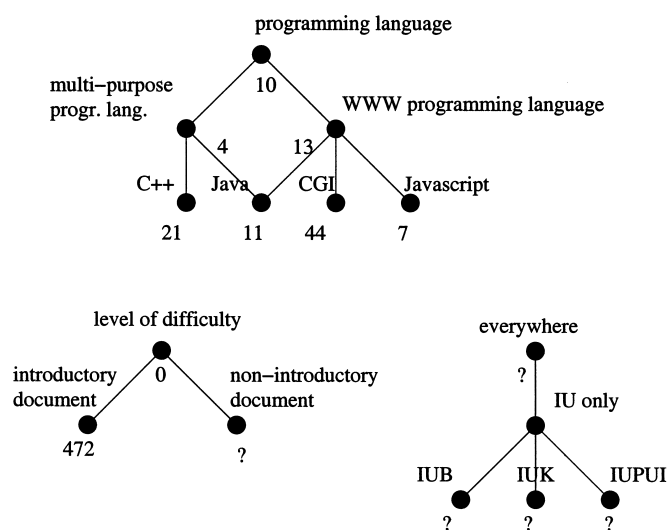 programming language
10
multi−purpose
progr. lang.
WWW programming language
4
13
C++
Java
CGI
Javascript
21
11
44
7
level of difficulty
0
introductory
document
non−introductory
document
472
?
everywhere
?
IU only
IUB
IUK
IUPUI
?
?
?